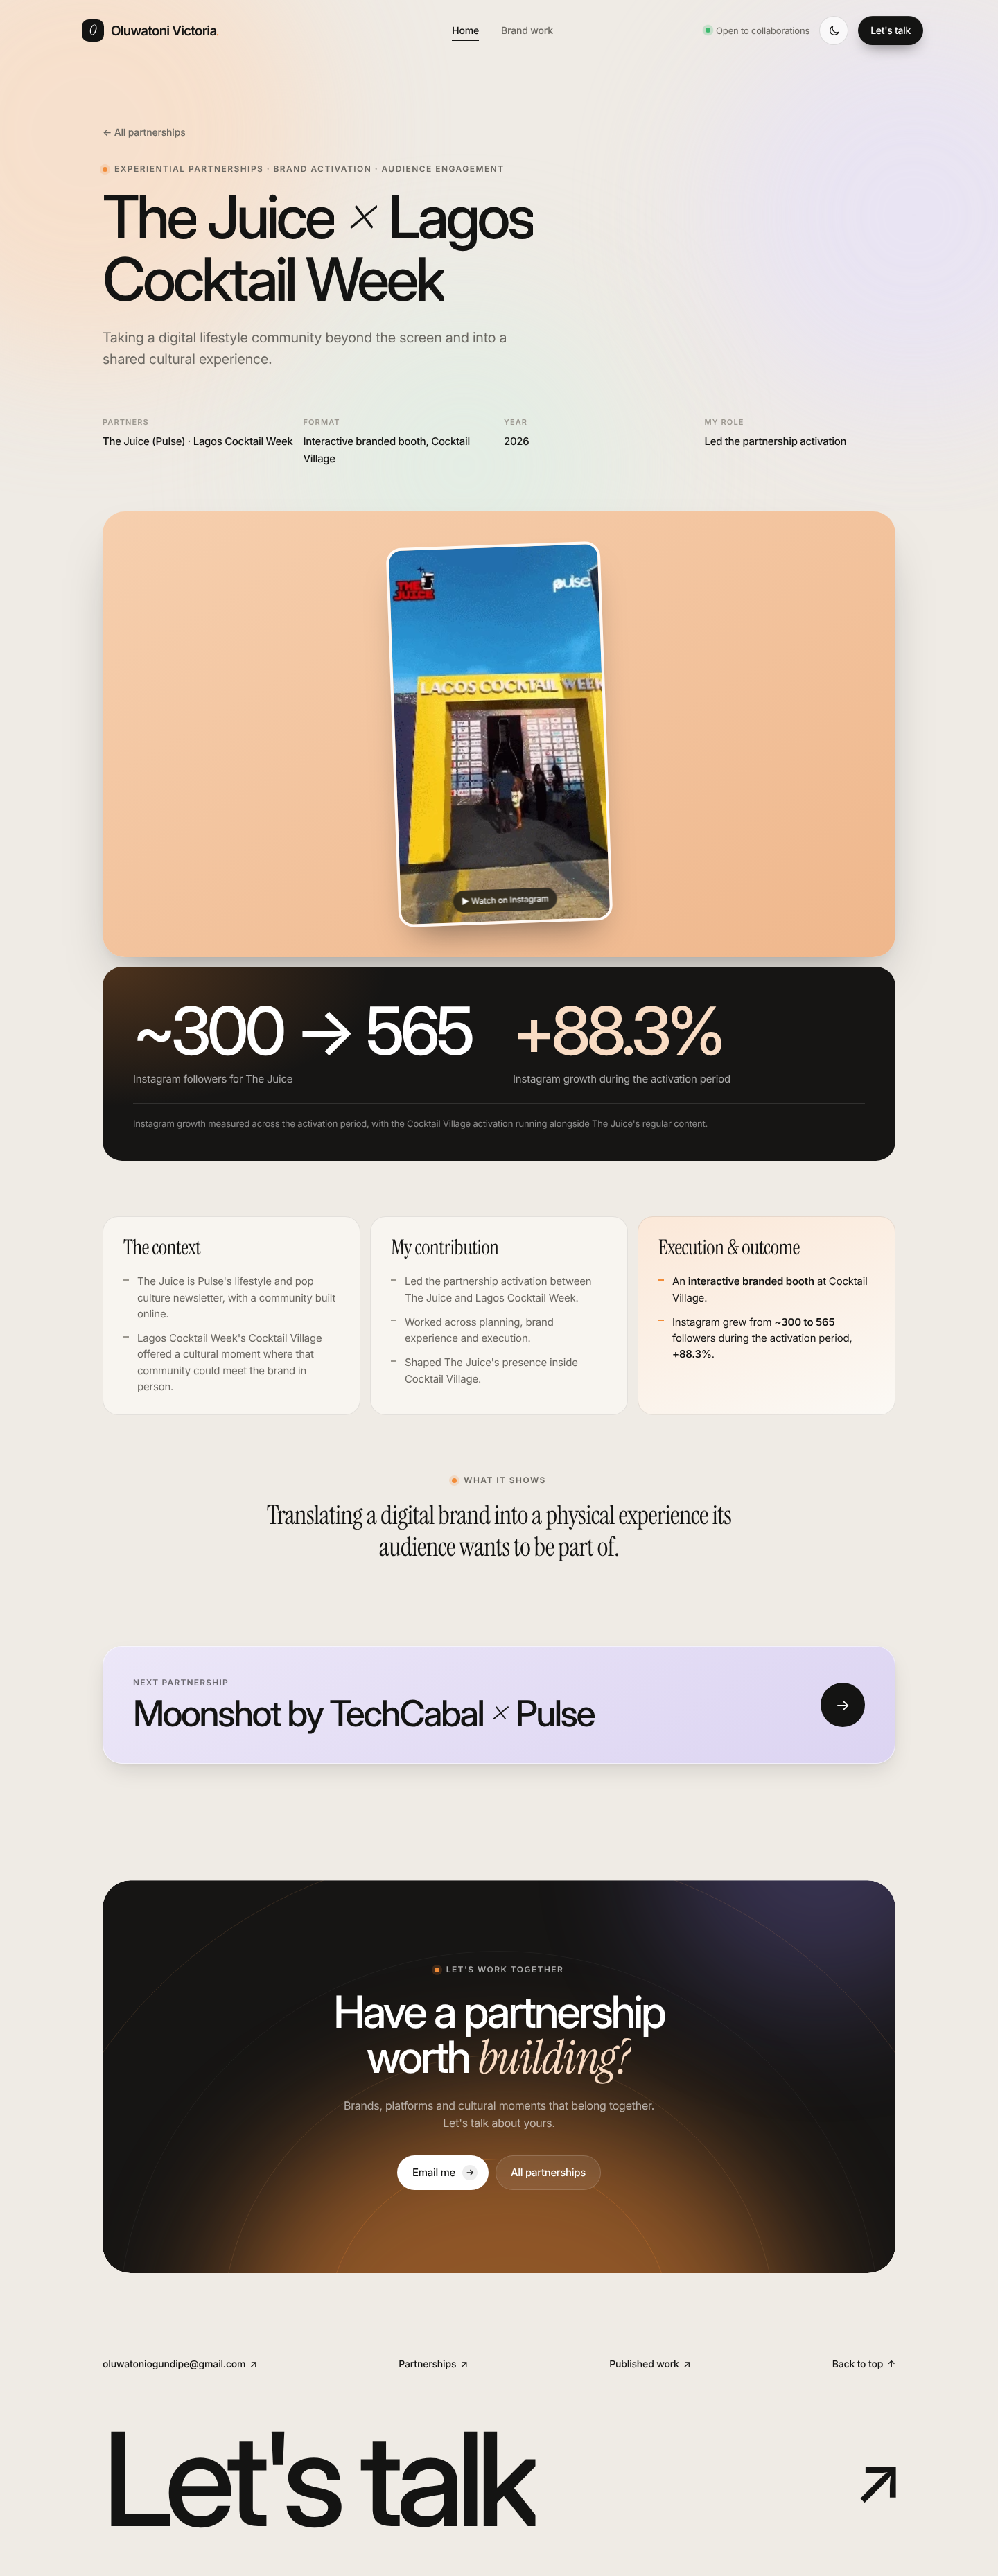 Oluwatoni Victoria
Home
Brand work
Open to collaborations
Let's talk
← All partnerships
EXPERIENTIAL PARTNERSHIPS · BRAND ACTIVATION · AUDIENCE ENGAGEMENT
The Juice × Lagos
Cocktail Week
Taking a digital lifestyle community beyond the screen and into a
shared cultural experience.
PARTNERS
The Juice (Pulse) · Lagos Cocktail Week
FORMAT
Interactive branded booth, Cocktail
Village
YEAR
2026
MY ROLE
Led the partnership activation
THE
JUICE
pulse
LAGOS COCKTAIL WEEK
▶ Watch on Instagram
~300 → 565
Instagram followers for The Juice
+88.3%
Instagram growth during the activation period
Instagram growth measured across the activation period, with the Cocktail Village activation running alongside The Juice's regular content.
The context
– The Juice is Pulse's lifestyle and pop
culture newsletter, with a community built
online.
– Lagos Cocktail Week's Cocktail Village
offered a cultural moment where that
community could meet the brand in
person.
My contribution
– Led the partnership activation between
The Juice and Lagos Cocktail Week.
– Worked across planning, brand
experience and execution.
– Shaped The Juice's presence inside
Cocktail Village.
Execution & outcome
– An interactive branded booth at Cocktail
Village.
– Instagram grew from ~300 to 565
followers during the activation period,
+88.3%.
WHAT IT SHOWS
Translating a digital brand into a physical experience its
audience wants to be part of.
NEXT PARTNERSHIP
Moonshot by TechCabal × Pulse
→
LET'S WORK TOGETHER
Have a partnership
worth building?
Brands, platforms and cultural moments that belong together.
Let's talk about yours.
Email me →
All partnerships
oluwatoniogundipe@gmail.com ↗
Partnerships ↗
Published work ↗
Back to top ↑
Let's talk ↗